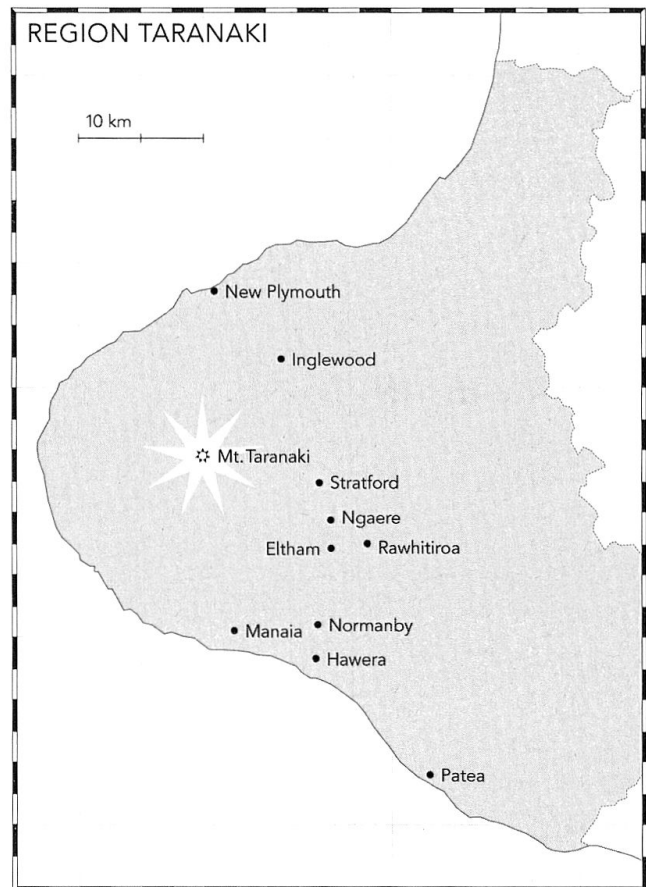 REGION TARANAKI
10 km
New Plymouth
Inglewood
Mt. Taranaki
Stratford
Ngaere
Eltham
Rawhitiroa
Manaia
Normanby
Hawera
Patea